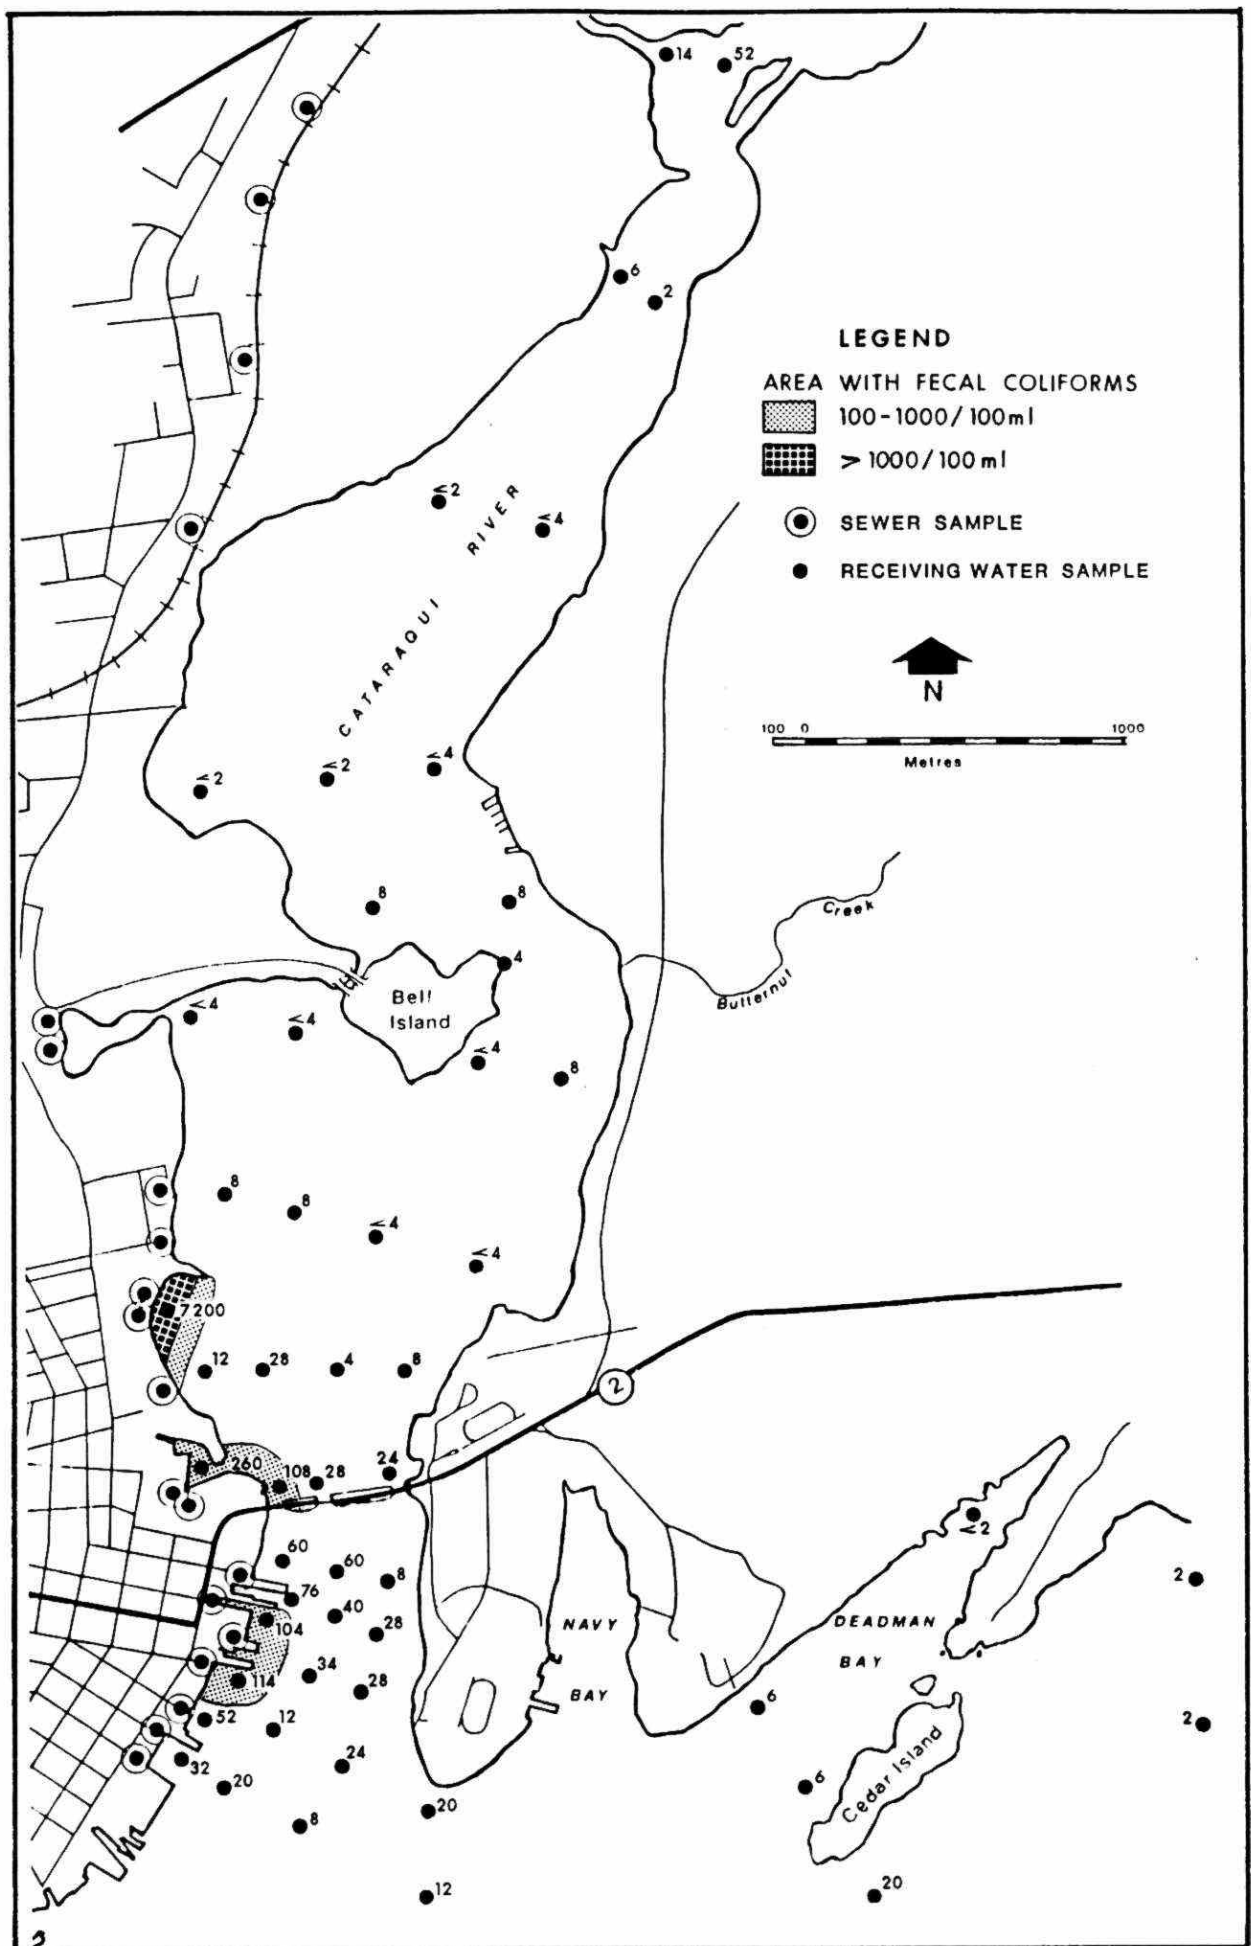 14
52
6
2
LEGEND
AREA WITH FECAL COLIFORMS
100-1000/100ml
> 1000/100ml
SEWER SAMPLE
RECEIVING WATER SAMPLE
N
100 0 1000
Metres
<2
<4
CATARAQUI RIVER
<2
<2
<4
8
8
Creek
Butternut
4
Bell
Island
<4
<4
<4
8
8
8
<4
<4
7200
12
28
4
8
2
260
108
28
24
<2
60
60
8
2
76
40
104
28
NAVY
BAY
DEADMAN
BAY
34
114
28
6
52
12
2
32
24
20
6
Cedar Island
20
8
12
20